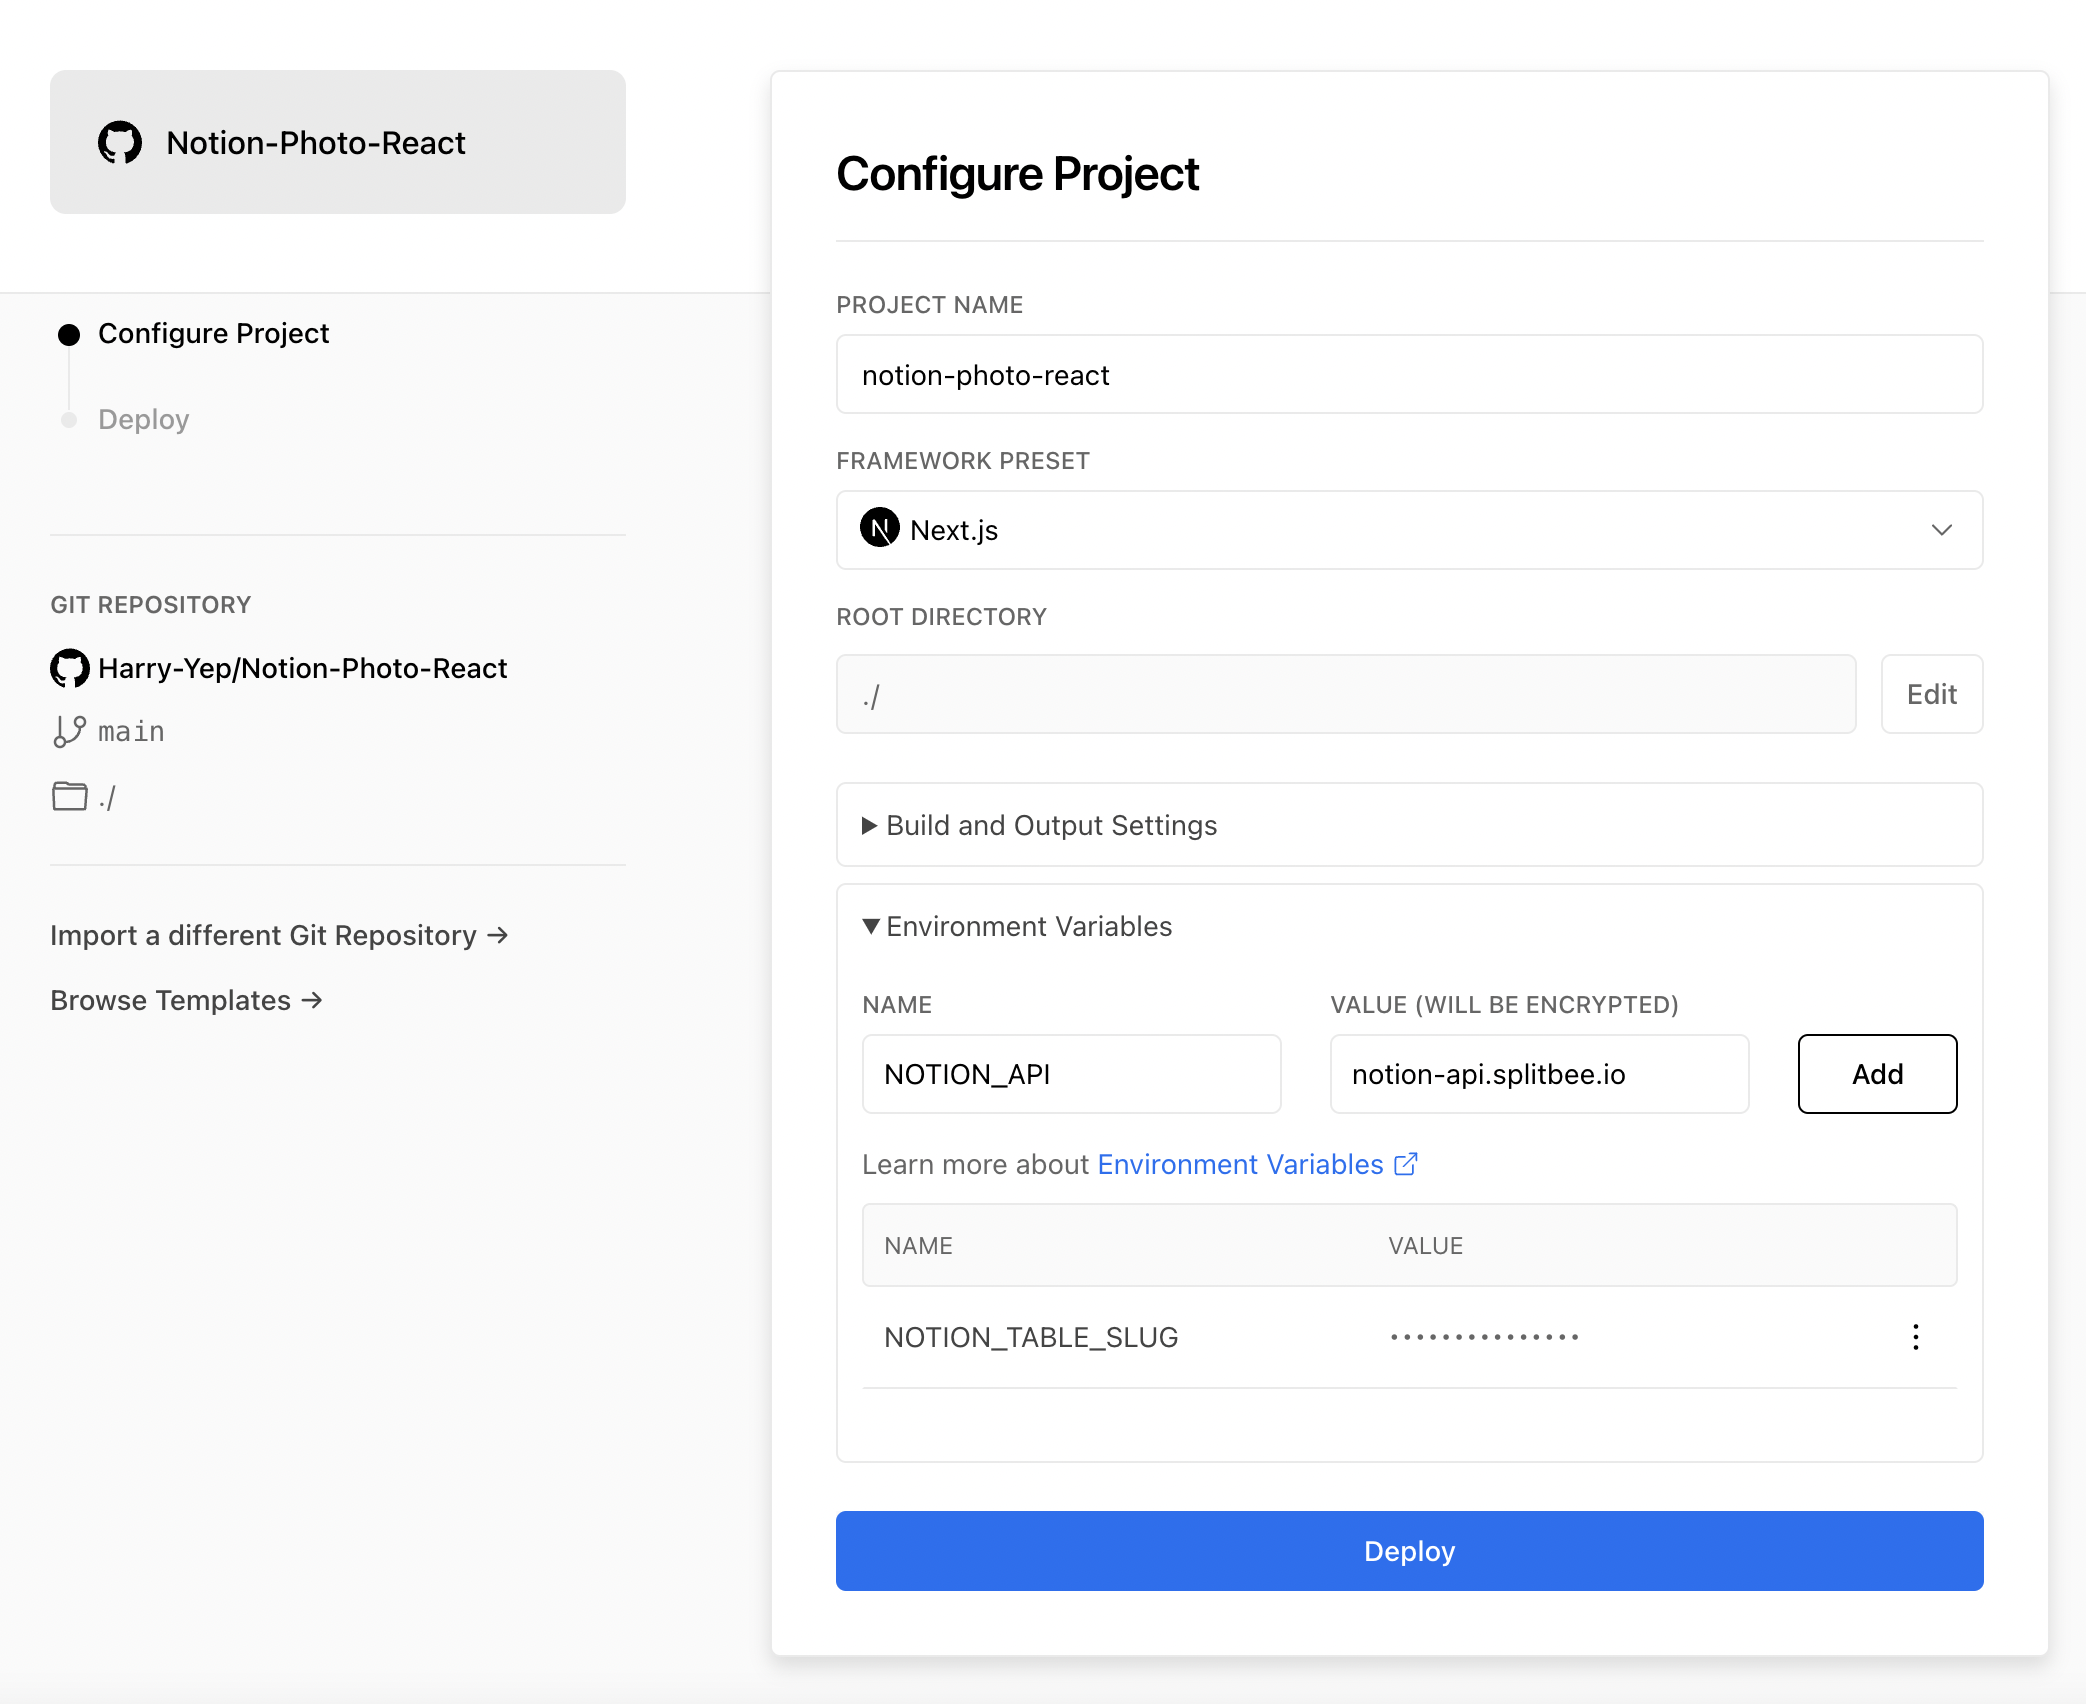 Notion-Photo-React
Configure Project
Deploy
GIT REPOSITORY
Harry-Yep/Notion-Photo-React
main
./
Import a different Git Repository →
Browse Templates →
Configure Project
PROJECT NAME
notion-photo-react
FRAMEWORK PRESET
Next.js
ROOT DIRECTORY
./
Edit
Build and Output Settings
Environment Variables
NAME
VALUE (WILL BE ENCRYPTED)
NOTION_API
notion-api.splitbee.io
Add
Learn more about Environment Variables
NAME
VALUE
NOTION_TABLE_SLUG
•••••••••••••••
Deploy